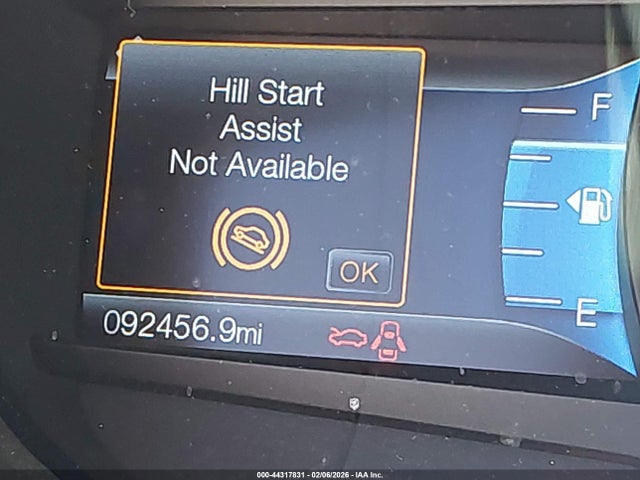 Hill Start
Assist
Not Available
OK
F
E
092456.9mi
000-44317831 - 02/06/2026 - IAA Inc.